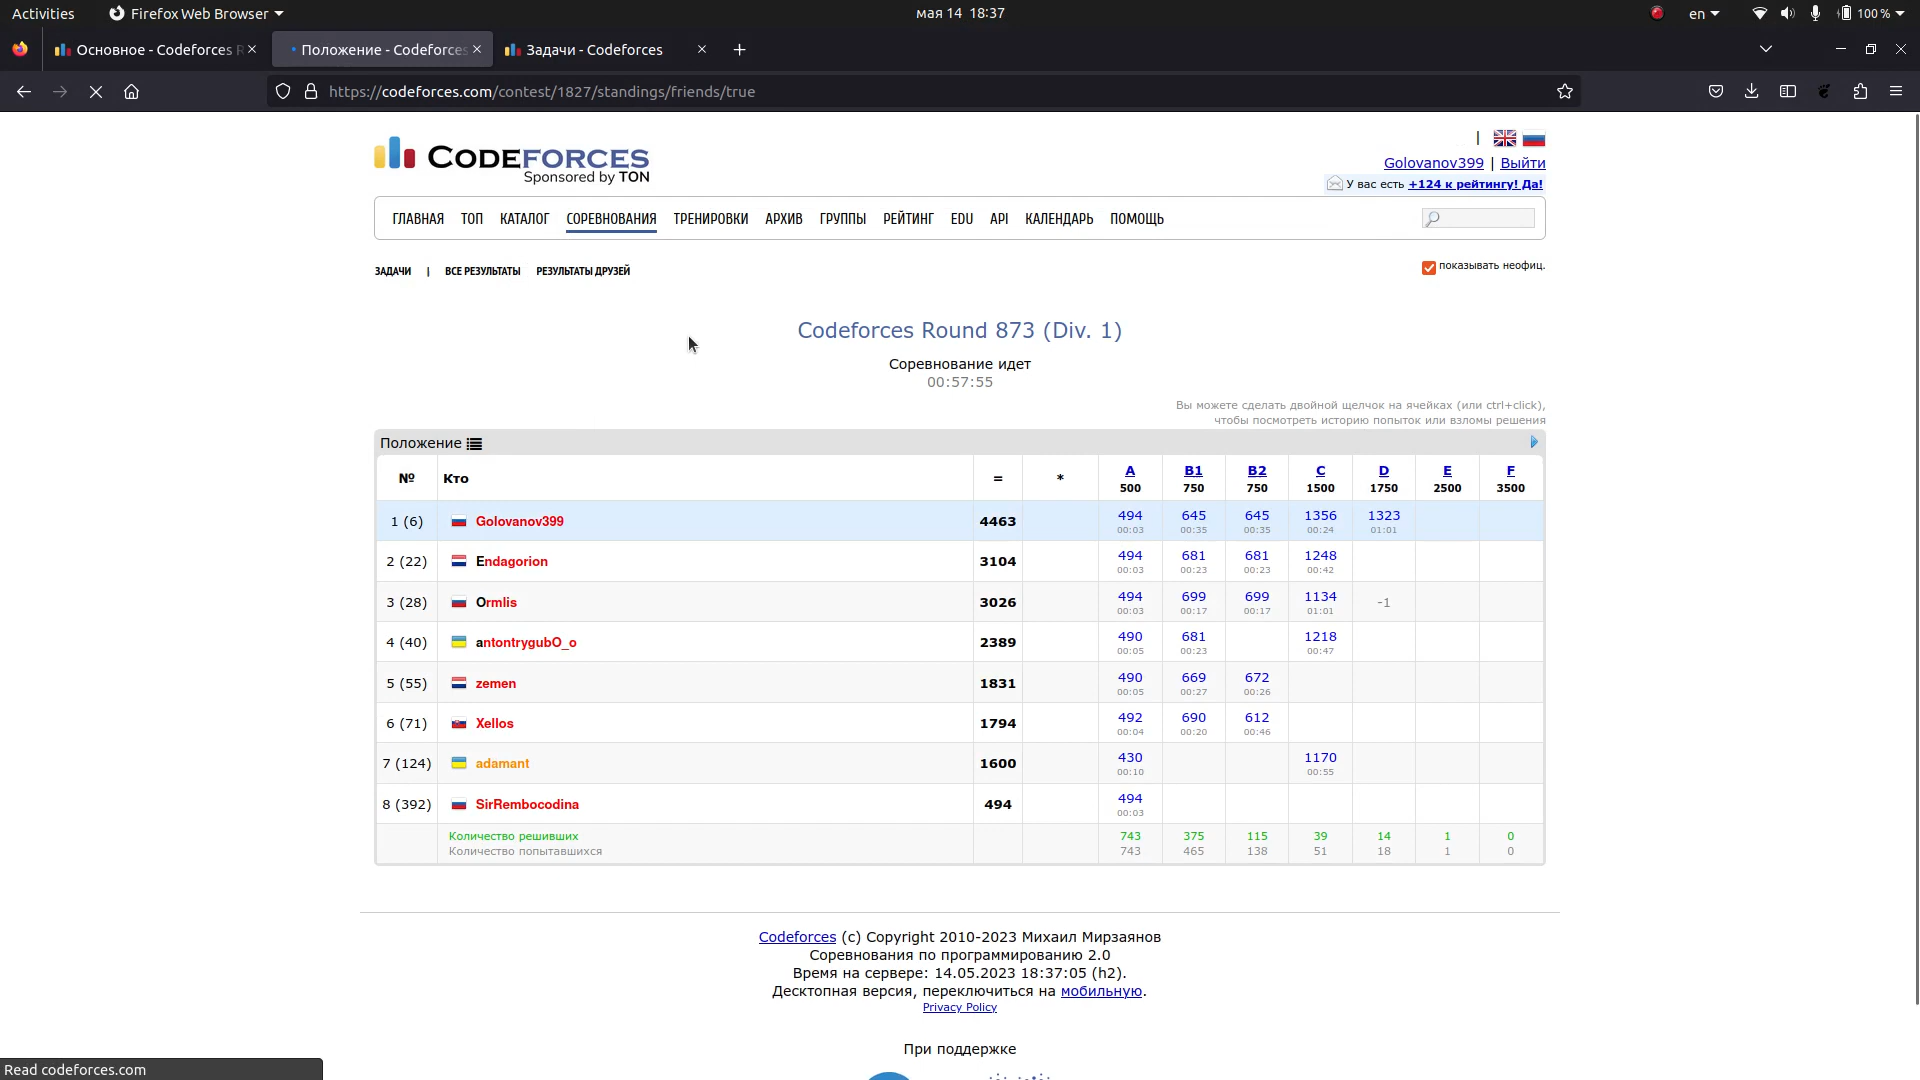 Activities Firefox Web Browser мая 14 18:37 en 100 %
Основное - Codeforces R Положение - Codeforces Задачи - Codeforces
https://codeforces.com/contest/1827/standings/friends/true
|
CODEFORCES
Sponsored by TON
Golovanov399 | Выйти
У вас есть +124 к рейтингу! Да!
ГЛАВНАЯ ТОП КАТАЛОГ СОРЕВНОВАНИЯ ТРЕНИРОВКИ АРХИВ ГРУППЫ РЕЙТИНГ EDU API КАЛЕНДАРЬ ПОМОЩЬ
ЗАДАЧИ | ВСЕ РЕЗУЛЬТАТЫ РЕЗУЛЬТАТЫ ДРУЗЕЙ показывать неофиц.
Codeforces Round 873 (Div. 1)
Соревнование идет
00:57:55
Вы можете сделать двойной щелчок на ячейках (или ctrl+click),
чтобы посмотреть историю попыток или взломы решения
Положение
№ Кто = * A B1 B2 C D E F
500 750 750 1500 1750 2500 3500
1 (6) Golovanov399 4463 494 645 645 1356 1323
00:03 00:35 00:35 00:24 01:01
2 (22) Endagorion 3104 494 681 681 1248
00:03 00:23 00:23 00:42
3 (28) Ormlis 3026 494 699 699 1134 -1
00:03 00:17 00:17 01:01
4 (40) antontrygubO_o 2389 490 681 1218
00:05 00:23 00:47
5 (55) zemen 1831 490 669 672
00:05 00:27 00:26
6 (71) Xellos 1794 492 690 612
00:04 00:20 00:46
7 (124) adamant 1600 430 1170
00:10 00:55
8 (392) SirRembocodina 494 494
00:03
Количество решивших 743 375 115 39 14 1 0
Количество попытавшихся 743 465 138 51 18 1 0
Codeforces (c) Copyright 2010-2023 Михаил Мирзаянов
Соревнования по программированию 2.0
Время на сервере: 14.05.2023 18:37:05 (h2).
Десктопная версия, переключиться на мобильную.
Privacy Policy
При поддержке
Read codeforces.com